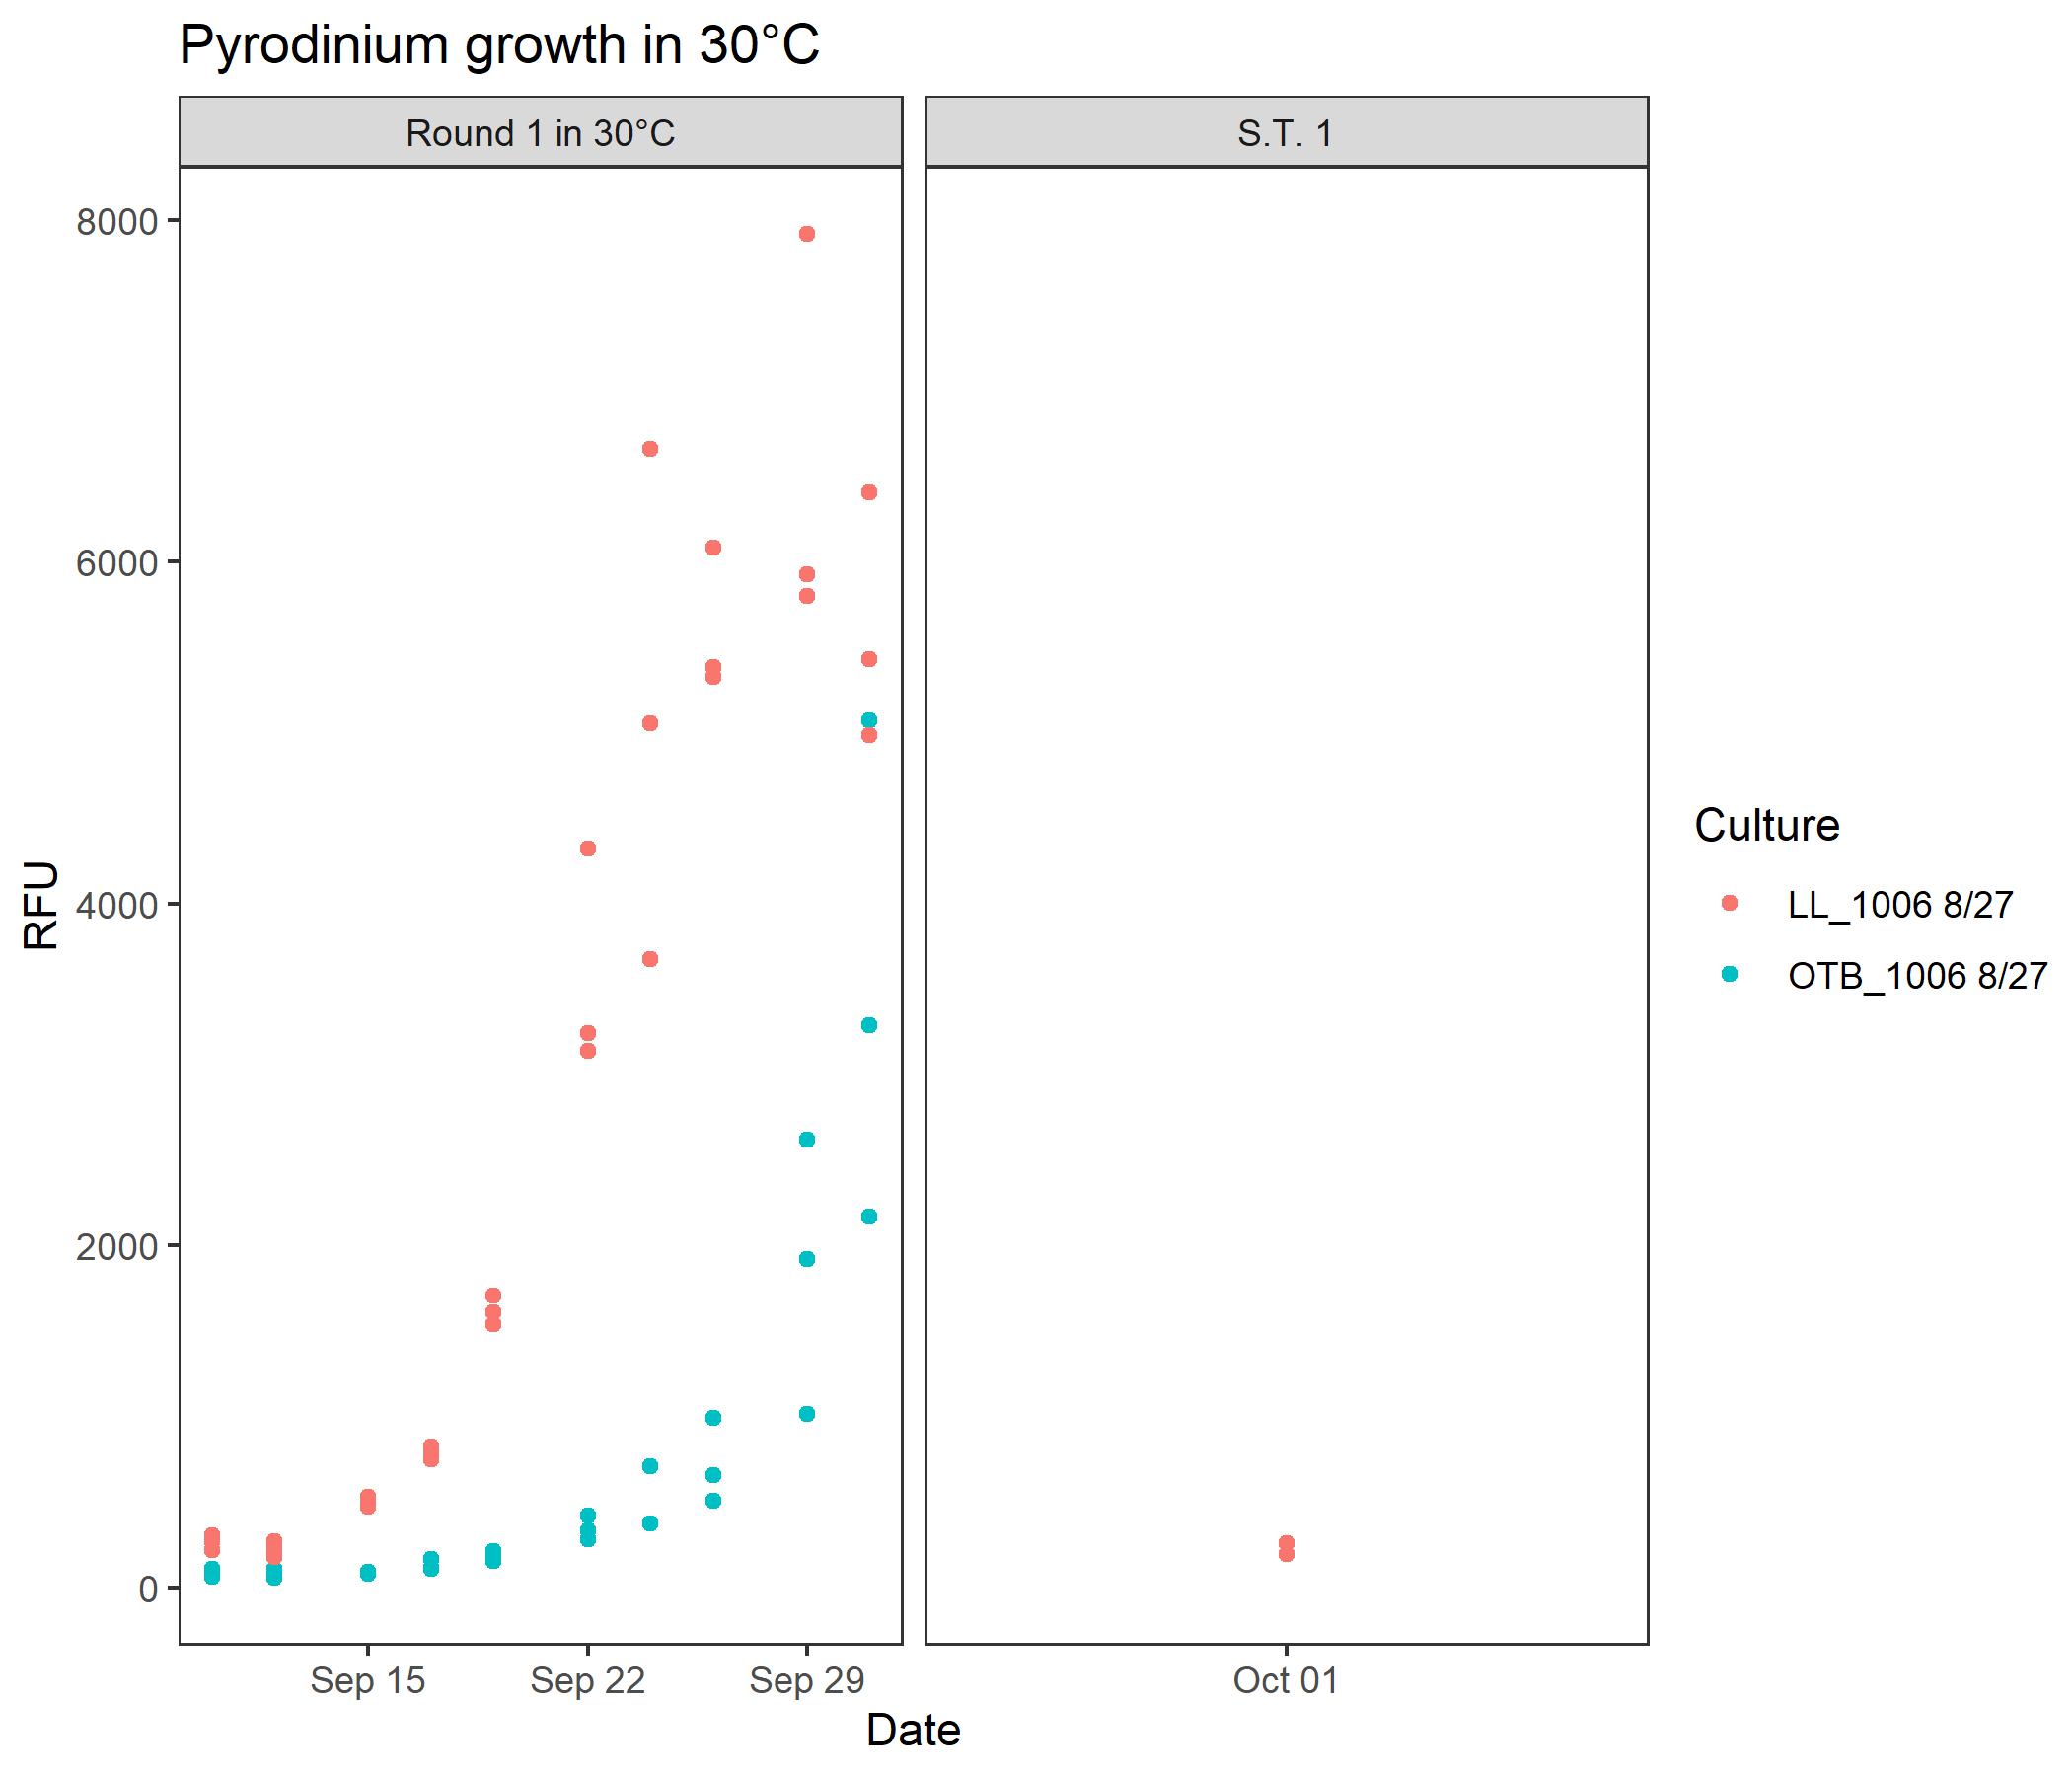 Pyrodinium growth in 30°C
Round 1 in 30°C
S.T. 1
8000
6000
4000
2000
0
RFU
Sep 15
Sep 22
Sep 29
Oct 01
Date
Culture
LL_1006 8/27
OTB_1006 8/27